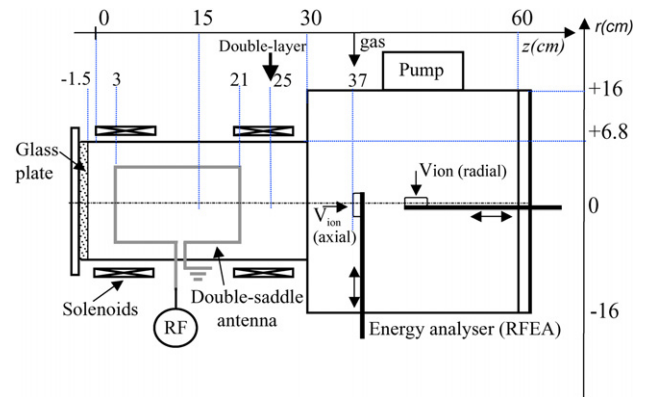 0 15 30 60 r(cm)
z(cm)
Double-layer gas
Pump
-1.5 3 21 25 37
+16
+6.8
Glass
plate
Vion (radial)
Vion
(axial)
0
Solenoids
Double-saddle
antenna
RF
Energy analyser (RFEA)
-16